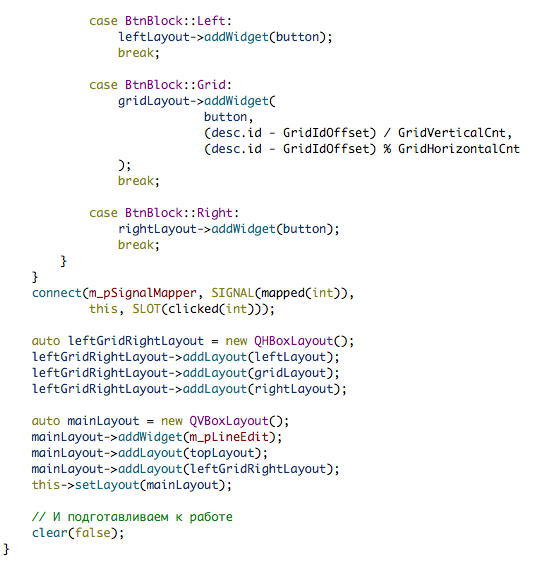 case BtnBlock::Left:
                leftLayout->addWidget(button);
                break;

            case BtnBlock::Grid:
                gridLayout->addWidget(
                            button,
                            (desc.id - GridIdOffset) / GridVerticalCnt,
                            (desc.id - GridIdOffset) % GridHorizontalCnt
                );
                break;

            case BtnBlock::Right:
                rightLayout->addWidget(button);
                break;
        }
    }
    connect(m_pSignalMapper, SIGNAL(mapped(int)),
            this, SLOT(clicked(int)));

    auto leftGridRightLayout = new QHBoxLayout();
    leftGridRightLayout->addLayout(leftLayout);
    leftGridRightLayout->addLayout(gridLayout);
    leftGridRightLayout->addLayout(rightLayout);

    auto mainLayout = new QVBoxLayout();
    mainLayout->addWidget(m_pLineEdit);
    mainLayout->addLayout(topLayout);
    mainLayout->addLayout(leftGridRightLayout);
    this->setLayout(mainLayout);

    // И подготавливаем к работе
    clear(false);
}